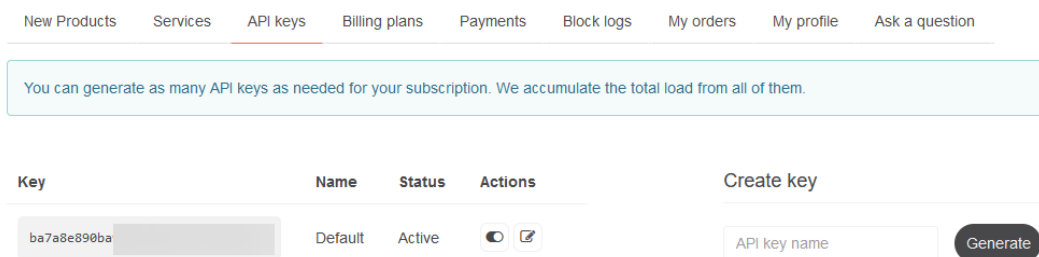 New Products Services API keys Billing plans Payments Block logs My orders My profile Ask a question
You can generate as many API keys as needed for your subscription. We accumulate the total load from all of them.
Key Name Status Actions
Create key
ba7a8e890ba Default Active
API key name Generate